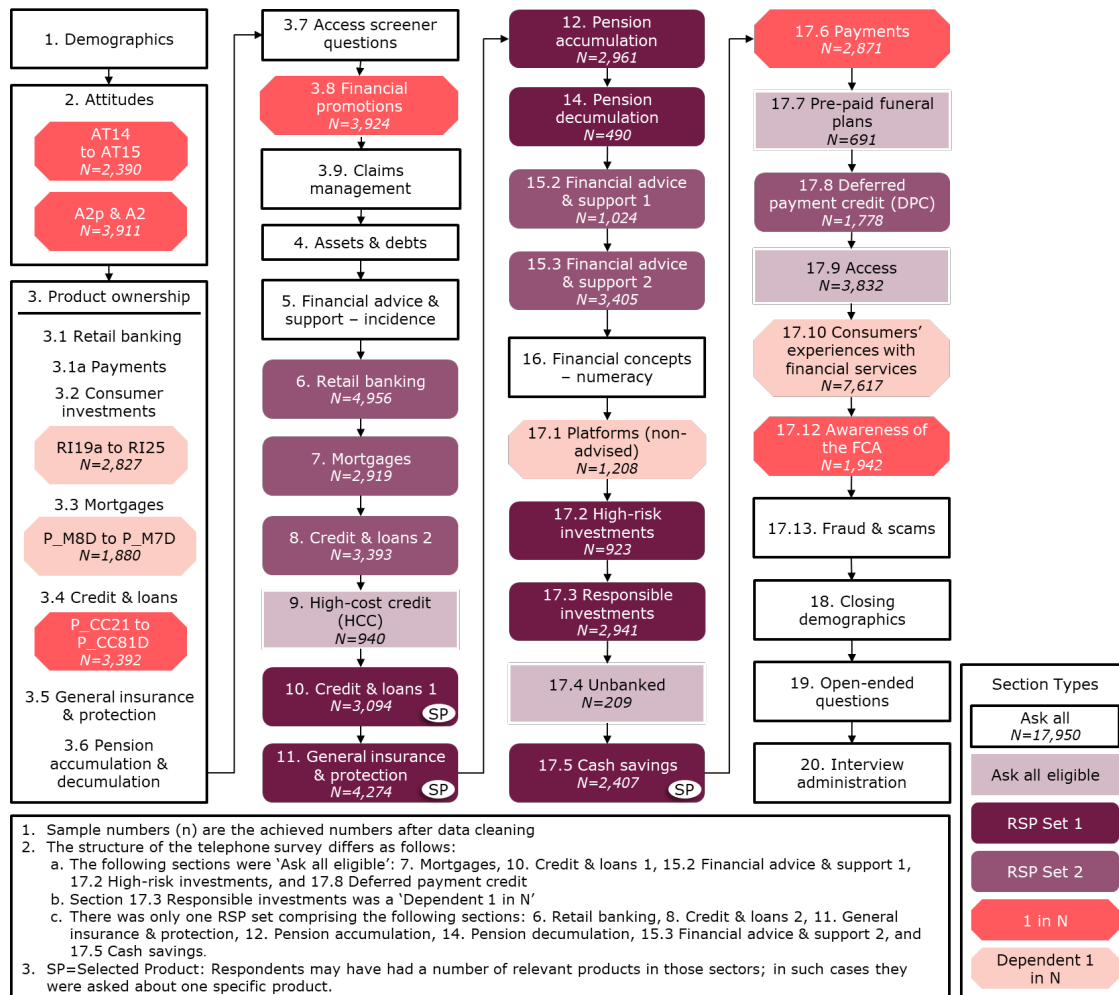 1. Demographics
2. Attitudes
AT14
to AT15
N=2,390
A2p & A2
N=3,911
3. Product ownership
3.1 Retail banking
3.1a Payments
3.2 Consumer
investments
RI19a to RI25
N=2,827
3.3 Mortgages
P_M8D to P_M7D
N=1,880
3.4 Credit & loans
P_CC21 to
P_CC81D
N=3,392
3.5 General insurance
& protection
3.6 Pension
accumulation &
decumulation
3.7 Access screener
questions
3.8 Financial
promotions
N=3,924
3.9. Claims
management
4. Assets & debts
5. Financial advice &
support – incidence
6. Retail banking
N=4,956
7. Mortgages
N=2,919
8. Credit & loans 2
N=3,393
9. High-cost credit
(HCC)
N=940
10. Credit & loans 1
N=3,094
SP
11. General insurance
& protection
N=4,274
SP
12. Pension
accumulation
N=2,961
14. Pension
decumulation
N=490
15.2 Financial advice
& support 1
N=1,024
15.3 Financial advice
& support 2
N=3,405
16. Financial concepts
– numeracy
17.1 Platforms (non-
advised)
N=1,208
17.2 High-risk
investments
N=923
17.3 Responsible
investments
N=2,941
17.4 Unbanked
N=209
17.5 Cash savings
N=2,407
SP
17.6 Payments
N=2,871
17.7 Pre-paid funeral
plans
N=691
17.8 Deferred
payment credit (DPC)
N=1,778
17.9 Access
N=3,832
17.10 Consumers’
experiences with
financial services
N=7,617
17.12 Awareness of
the FCA
N=1,942
17.13. Fraud & scams
18. Closing
demographics
19. Open-ended
questions
20. Interview
administration
Section Types
Ask all
N=17,950
Ask all eligible
RSP Set 1
RSP Set 2
1 in N
Dependent 1
in N
1. Sample numbers (n) are the achieved numbers after data cleaning
2. The structure of the telephone survey differs as follows:
a. The following sections were ‘Ask all eligible’: 7. Mortgages, 10. Credit & loans 1, 15.2 Financial advice & support 1,
17.2 High-risk investments, and 17.8 Deferred payment credit
b. Section 17.3 Responsible investments was a ‘Dependent 1 in N’
c. There was only one RSP set comprising the following sections: 6. Retail banking, 8. Credit & loans 2, 11. General
insurance & protection, 12. Pension accumulation, 14. Pension decumulation, 15.3 Financial advice & support 2, and
17.5 Cash savings.
3. SP=Selected Product: Respondents may have had a number of relevant products in those sectors; in such cases they
were asked about one specific product.